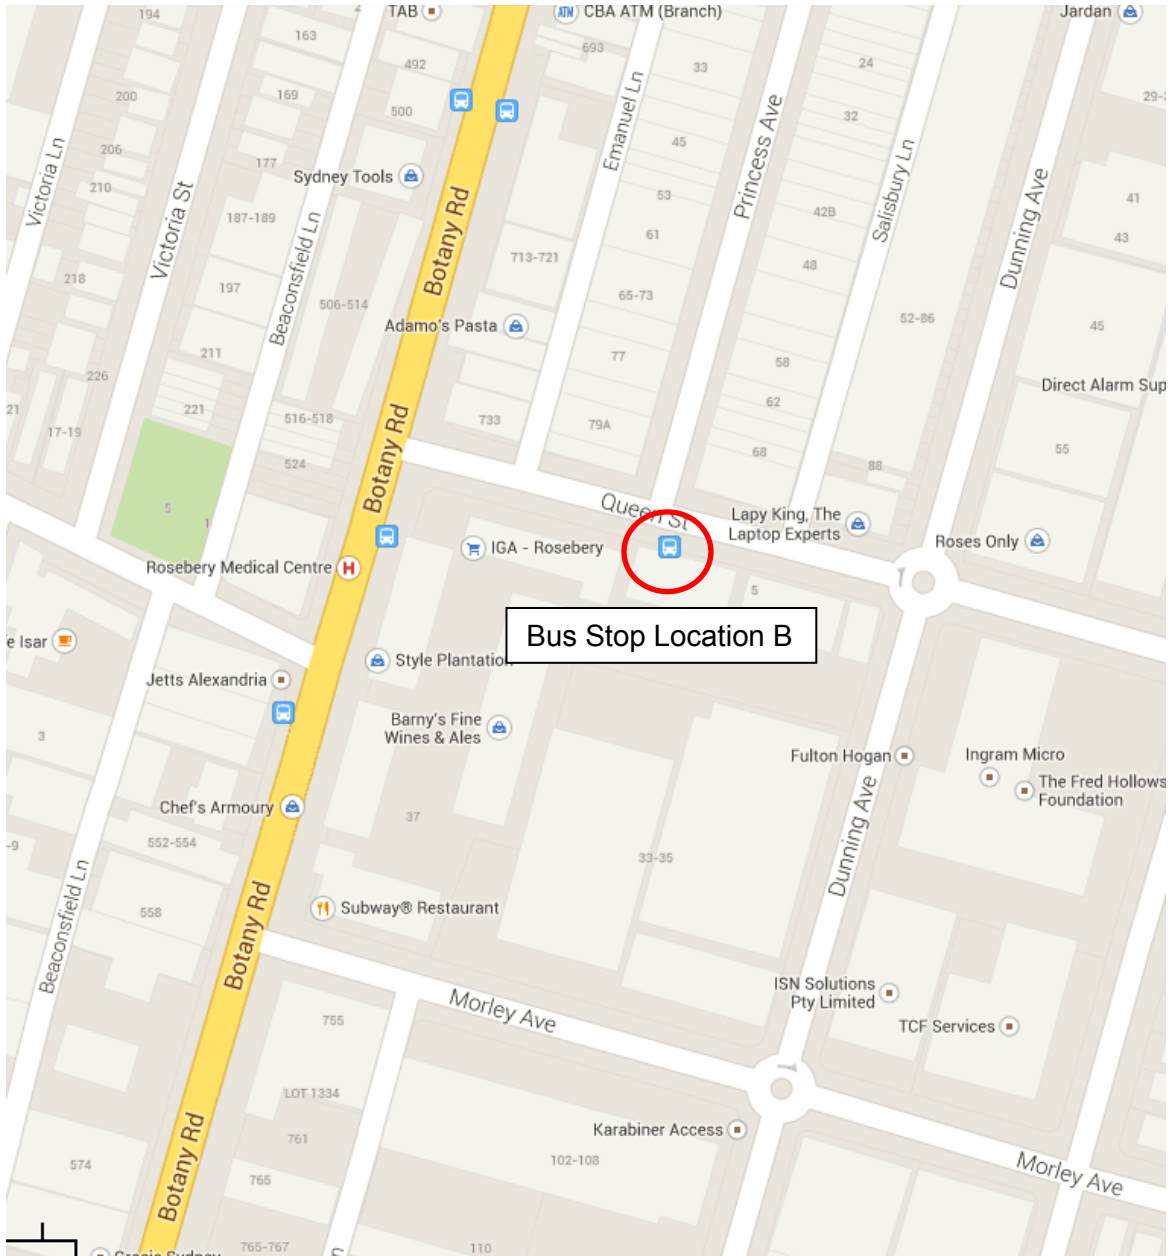 194
TAB
CBA ATM (Branch)
ATM
Jardan
163
693
492
33
24
200
169
500
29-
Emanuel Ln
Princess Ave
32
Victoria Ln
206
177
Sydney Tools
45
Salisbury Ln
210
Victoria St
187-189
53
42B
41
Dunning Ave
43
Beaconsfield Ln
Botany Rd
61
713-721
48
218
197
506-514
65-73
52-86
Adamo's Pasta
45
211
77
58
226
Direct Alarm Sup
21
221
516-518
62
17-19
733
79A
Botany Rd
55
524
68
88
5
1
Queen St
Lapy King, The
Laptop Experts
IGA - Rosebery
Roses Only
Rosebery Medical Centre
H
5
Bus Stop Location B
e Isar
Style Plantation
Jetts Alexandria
3
Barny's Fine
Wines & Ales
Fulton Hogan
Ingram Micro
The Fred Hollows
Foundation
Chef's Armoury
37
-9
552-554
Dunning Ave
33-35
Beaconsfield Ln
558
Subway® Restaurant
Botany Rd
ISN Solutions
Pty Limited
Morley Ave
755
TCF Services
LOT 1334
Karabiner Access
761
Botany Rd
574
102-108
Morley Ave
765
765-767
110